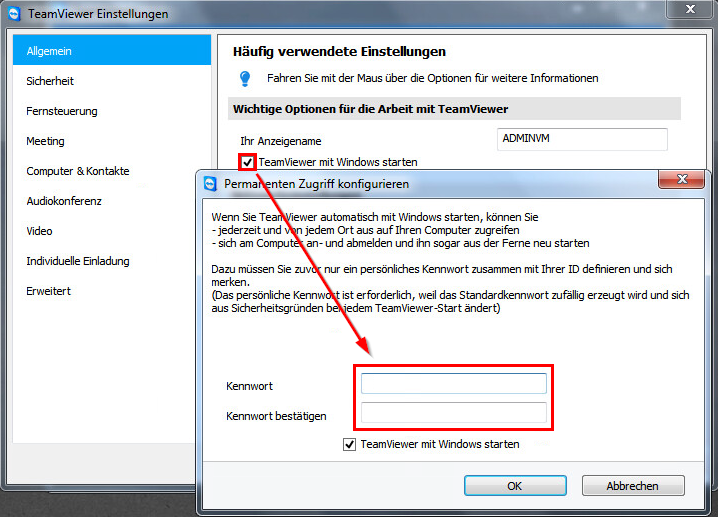 TeamViewer Einstellungen
Allgemein
Sicherheit
Fernsteuerung
Meeting
Computer & Kontakte
Audiokonferenz
Video
Individuelle Einladung
Erweitert
Häufig verwendete Einstellungen
Fahren Sie mit der Maus über die Optionen für weitere Informationen
Wichtige Optionen für die Arbeit mit TeamViewer
Ihr Anzeigename
ADMINVM
TeamViewer mit Windows starten
Permanenten Zugriff konfigurieren
Wenn Sie TeamViewer automatisch mit Windows starten, können Sie
- jederzeit und von jedem Ort aus auf Ihren Computer zugreifen
- sich am Computer an- und abmelden und ihn sogar aus der Ferne neu starten
Dazu müssen Sie zuvor nur ein persönliches Kennwort zusammen mit Ihrer ID definieren und sich
merken.
(Das persönliche Kennwort ist erforderlich, weil das Standardkennwort zufällig erzeugt wird und sich
aus Sicherheitsgründen bei jedem TeamViewer-Start ändert)
Kennwort
Kennwort bestätigen
TeamViewer mit Windows starten
OK
Abbrechen